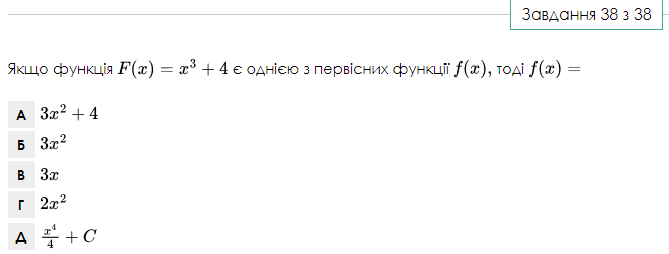 Завдання 38 з 38
Якщо функція F(x) = x³ + 4 є однією з первісних функції f(x), тоді f(x) =
А 3x² + 4
Б 3x²
В 3x
Г 2x²
Д x⁴/4 + C